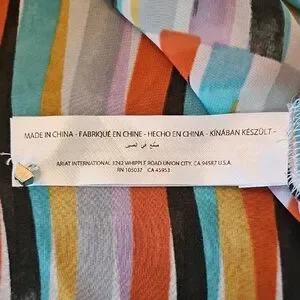 MADE IN CHINA - FABRIQUÉ EN CHINE - HECHO EN CHINA - KÍNÁBAN KÉSZÜLT -
صنع في الصين
ARIAT INTERNATIONAL 3242 WHIPPLE ROAD UNION CITY, CA 94587 U.S.A.
RN 105037 CA 45953